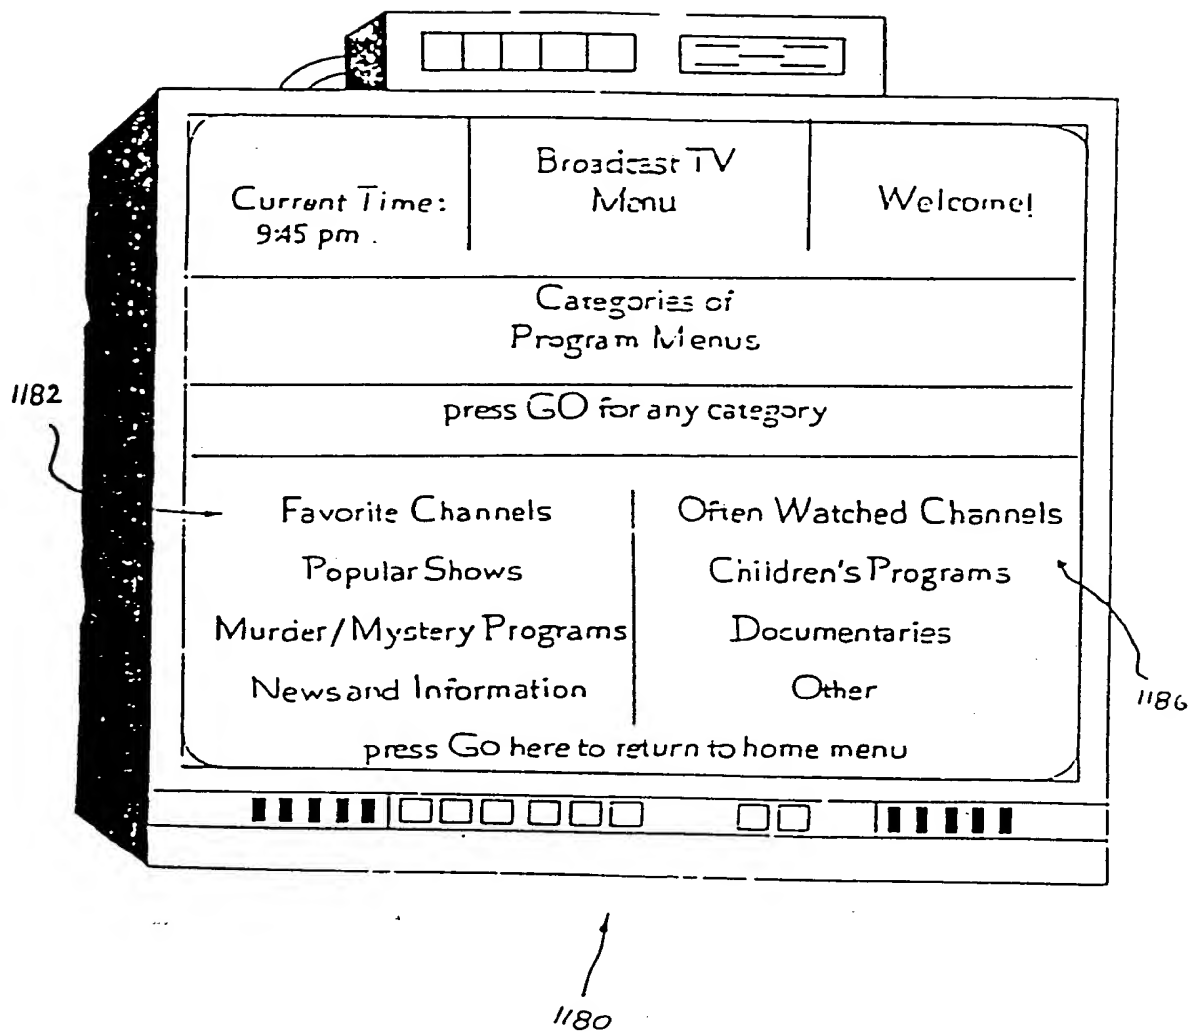 Broadcast TV
Menu
Current Time:
9:45 pm.
Welcome!
Categories of
Program Menus
press GO for any category
1182
Favorite Channels
Often Watched Channels
Popular Shows
Children's Programs
Murder/Mystery Programs
Documentaries
News and Information
Other
1186
press Go here to return to home menu
1180